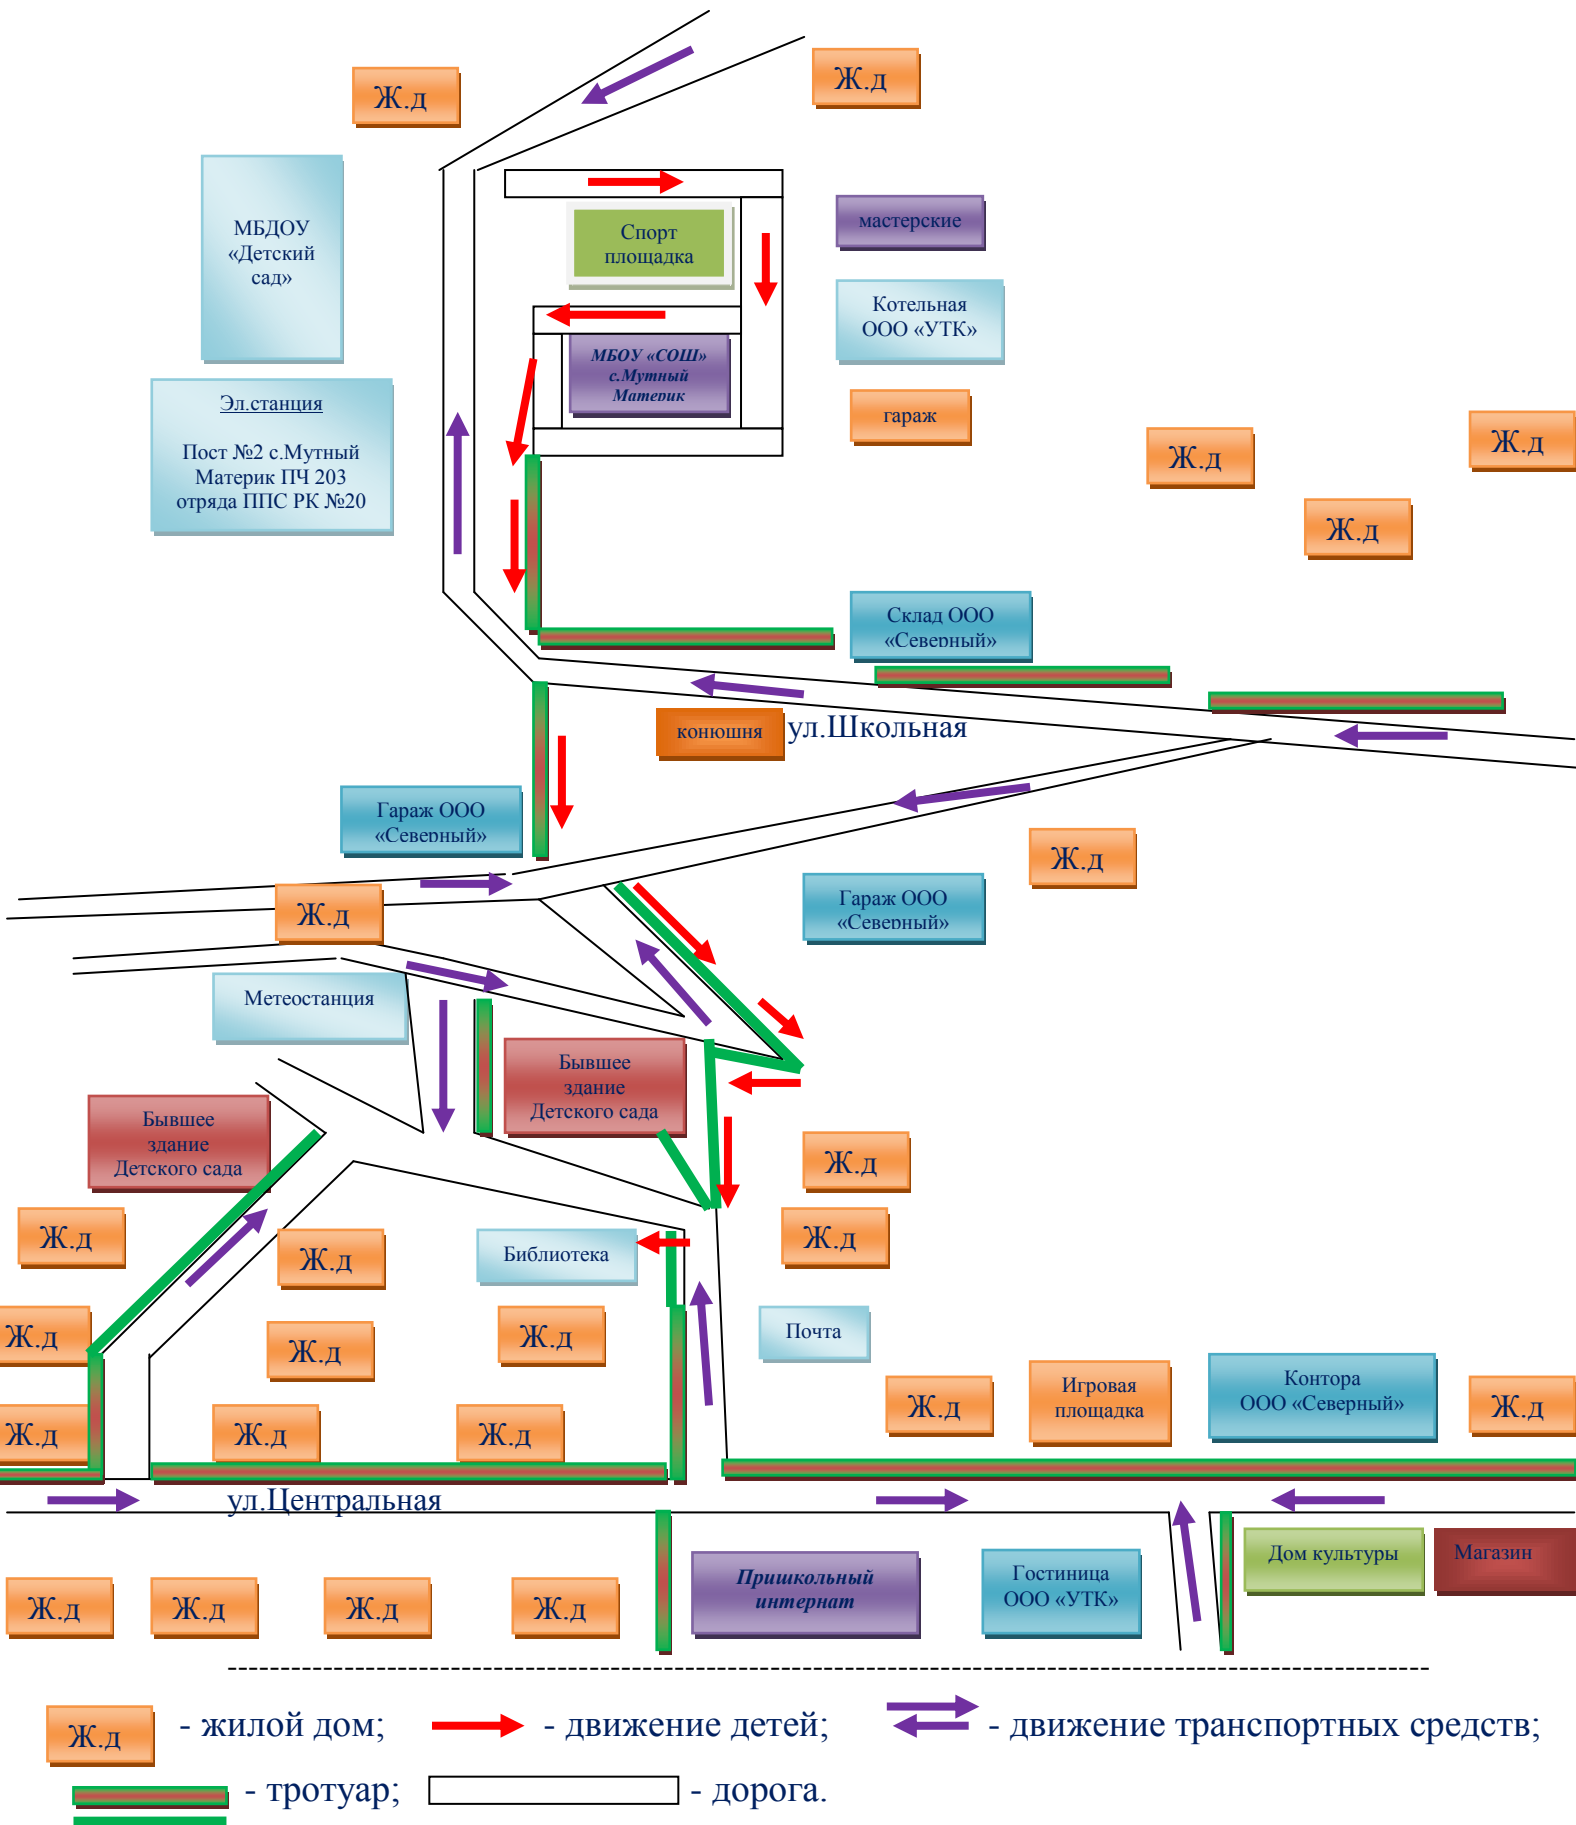 Ж.д
Ж.д
МБДОУ
«Детский
сад»
Спорт
площадка
мастерские
Котельная
ООО «УТК»
МБОУ «СОШ»
с.Мутный
Материк
гараж
Эл.станция
Пост №2 с.Мутный
Материк ПЧ 203
отряда ППС РК №20
Ж.д
Ж.д
Ж.д
Склад ООО
«Северный»
конюшня
ул.Школьная
Гараж ООО
«Северный»
Ж.д
Ж.д
Гараж ООО
«Северный»
Метеостанция
Бывшее
здание
Детского сада
Бывшее
здание
Детского сада
Ж.д
Ж.д
Ж.д
Ж.д
Библиотека
Ж.д
Ж.д
Ж.д
Почта
Ж.д
Ж.д
Ж.д
Ж.д
Игровая
площадка
Контора
ООО «Северный»
Ж.д
ул.Центральная
Ж.д
Ж.д
Ж.д
Ж.д
Пришкольный
интернат
Гостиница
ООО «УТК»
Дом культуры
Магазин
Ж.д - жилой дом; - движение детей; - движение транспортных средств;
- тротуар; - дорога.